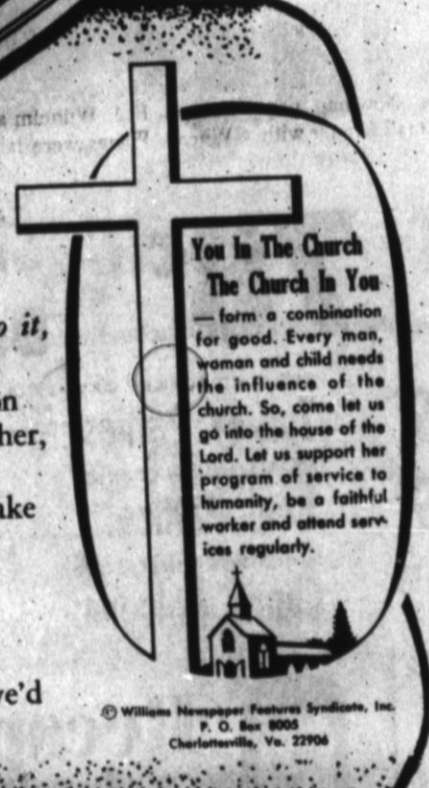 You In The Church
The Church In You
— form a combination
for good. Every man,
woman and child needs
the influence of the
church. So, come let us
go into the house of the
Lord. Let us support her
program of service to
humanity, be a faithful
worker and attend serv-
ices regularly.
© Williams Newspaper Features Syndicate, Inc.
P. O. Box 8005
Charlottesville, Va. 22906
it,
her,
ake
ve'd